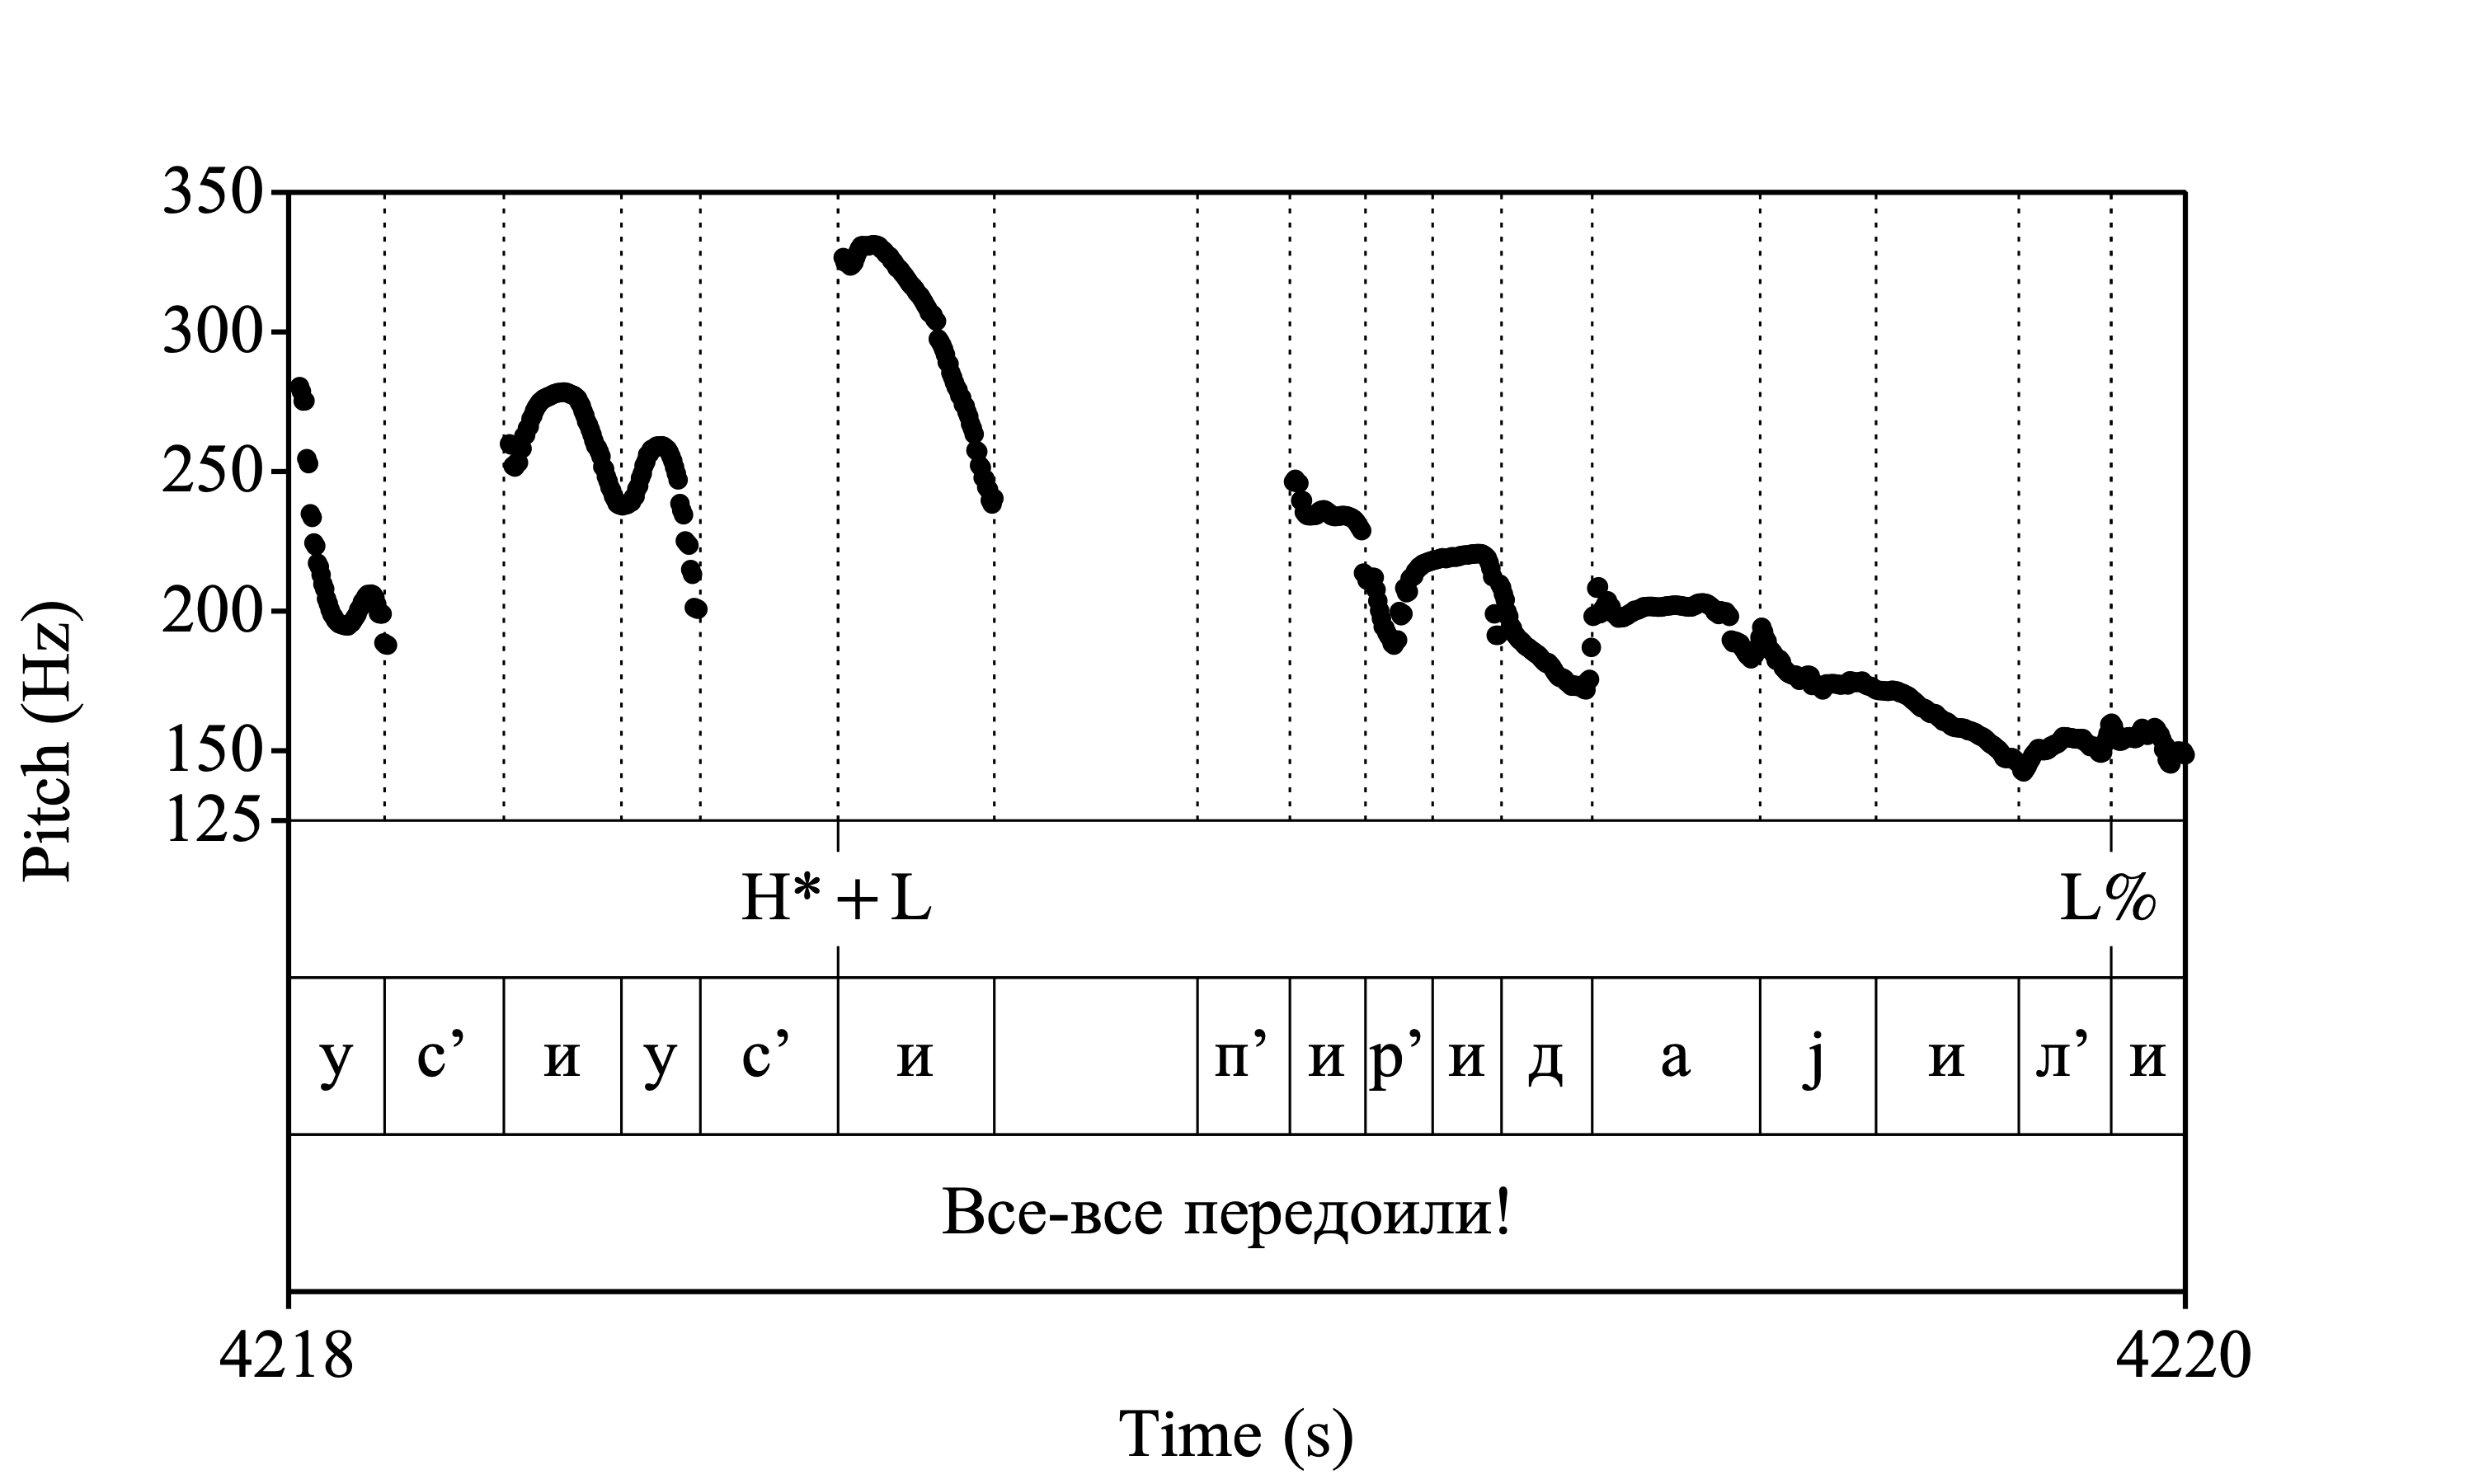 350
300
250
200
150
125
Pitch (Hz)
H*+L L%
у с’ и у с’ и п’ и р’ и д а j и л’ и
Все-все передоили!
4218 4220
Time (s)